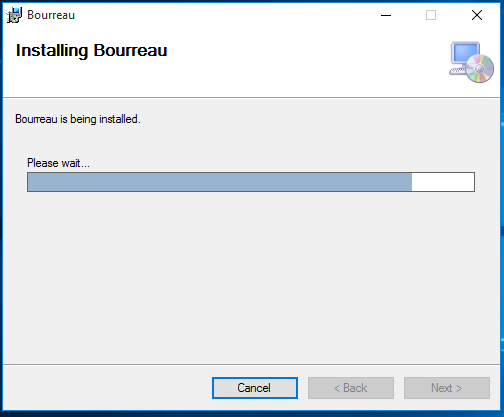 Bourreau
Installing Bourreau
Bourreau is being installed.
Please wait...
Cancel
< Back
Next >